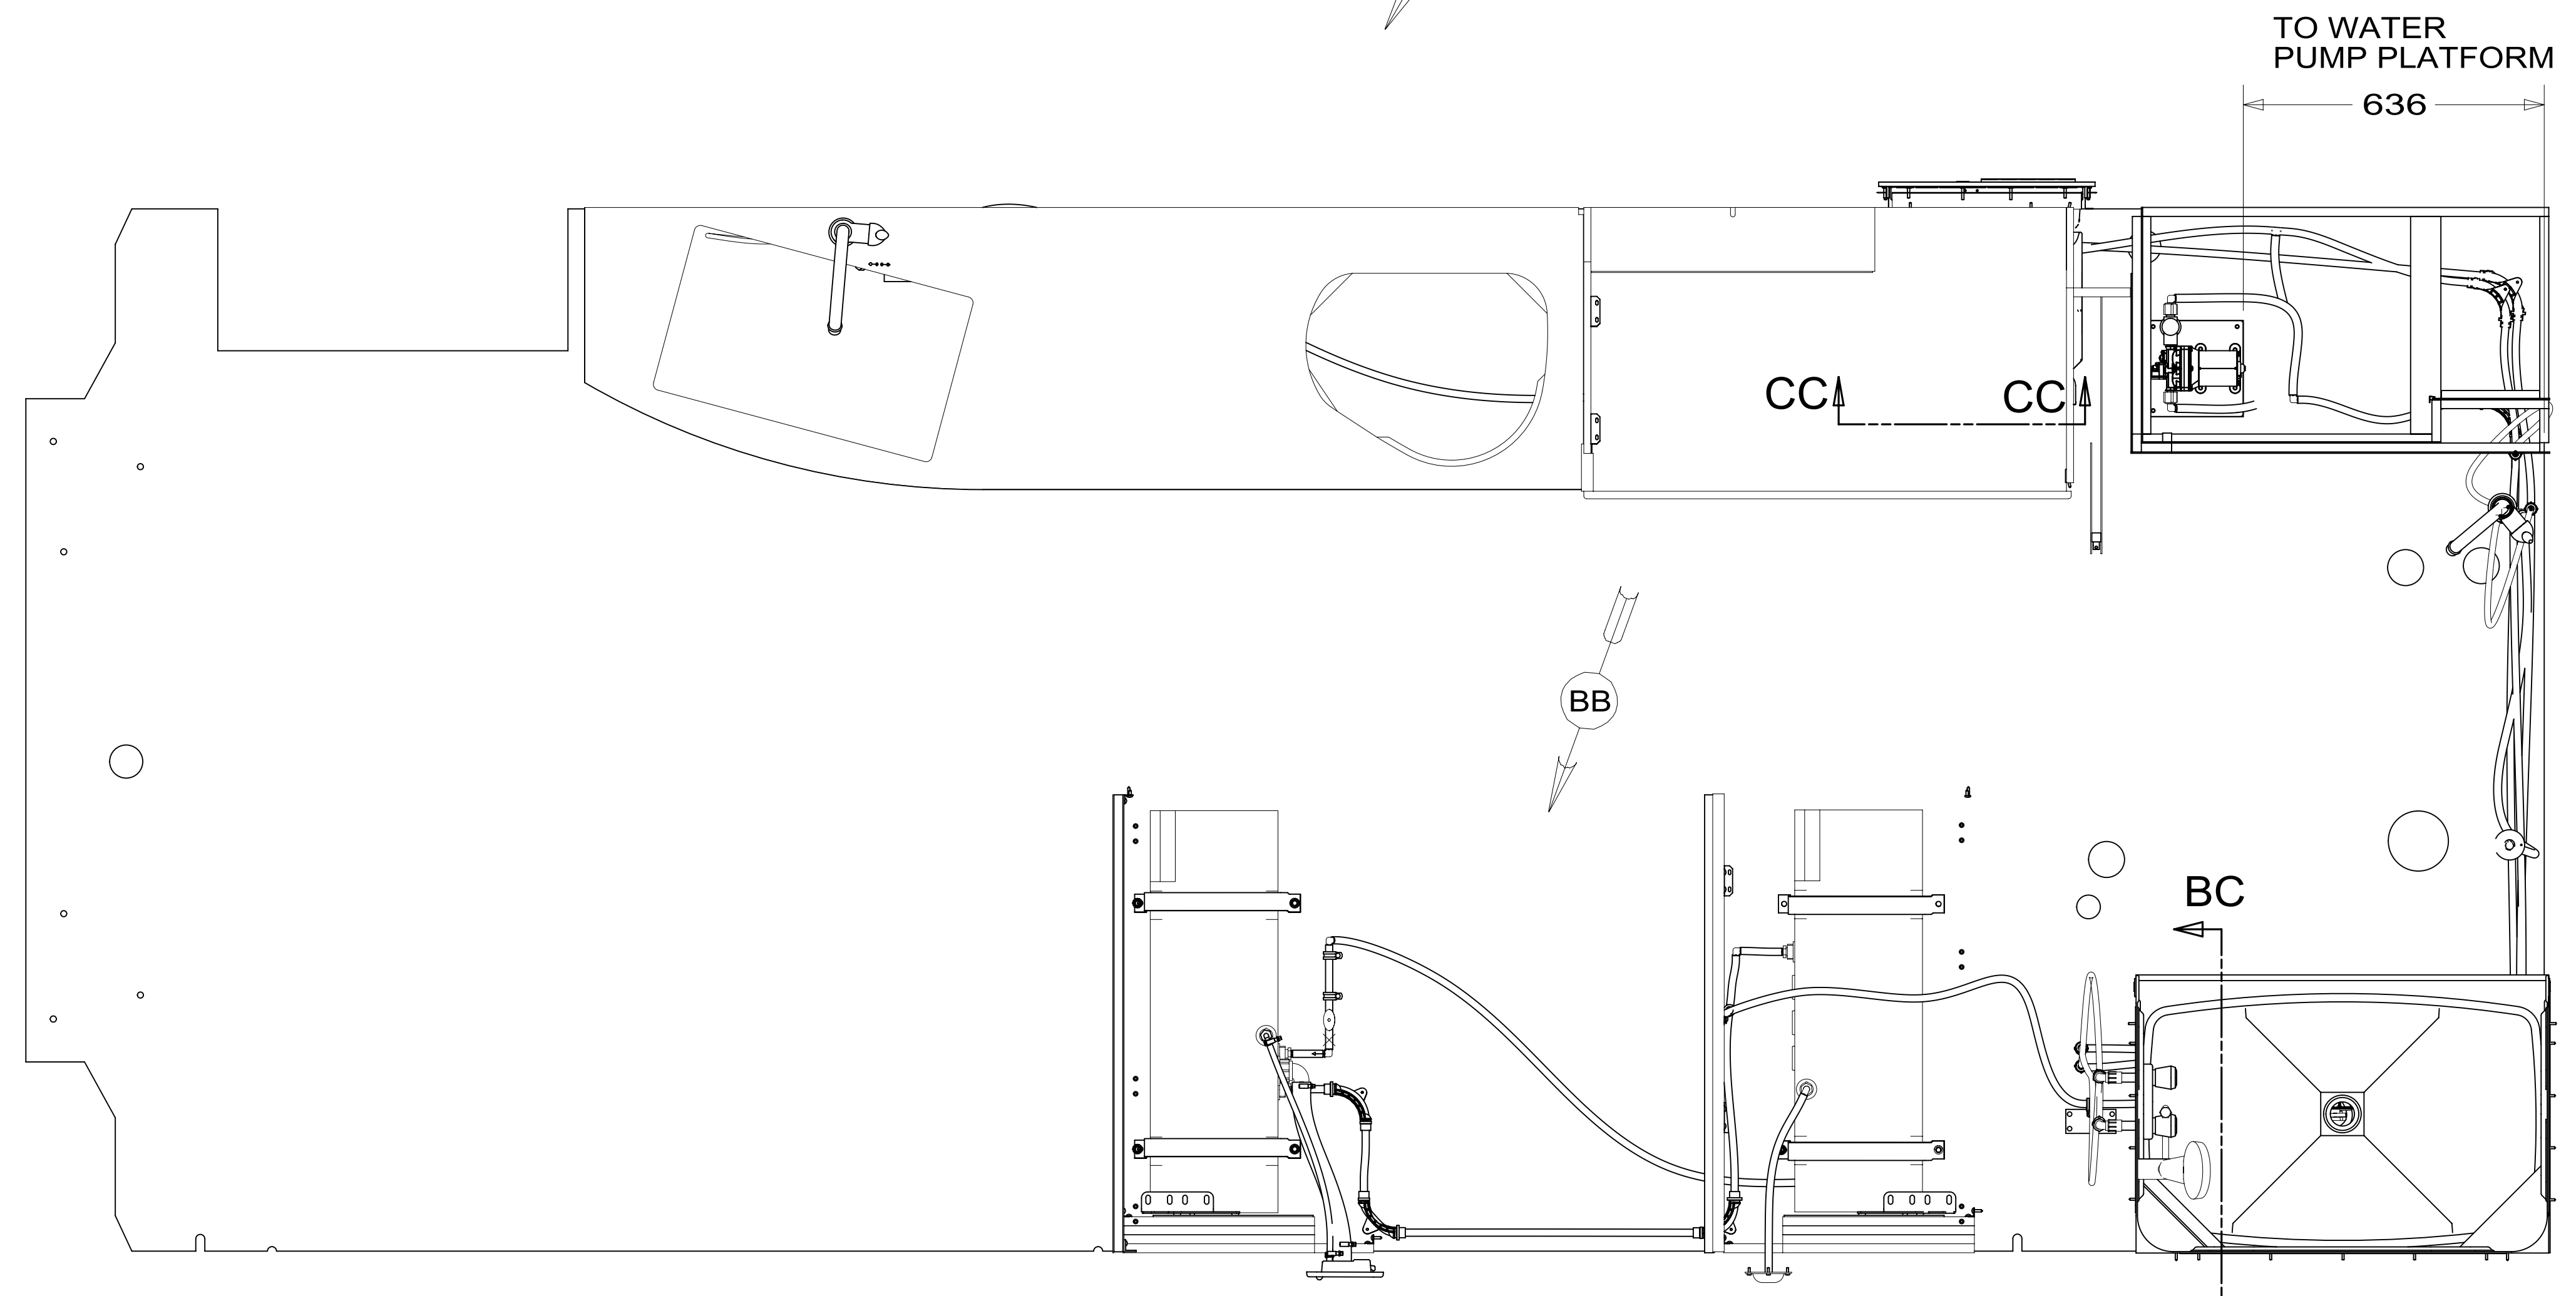 TO WATER
PUMP PLATFORM
636
CC CC
BB
BC